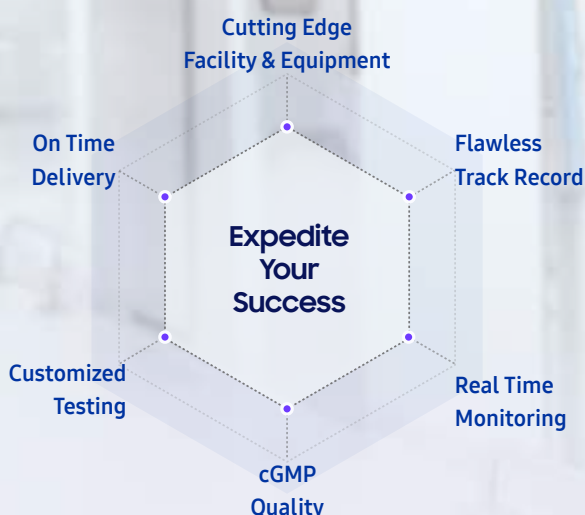 Cutting Edge
Facility & Equipment
On Time
Delivery
Flawless
Track Record
Expedite
Your
Success
Customized
Testing
Real Time
Monitoring
cGMP
Quality